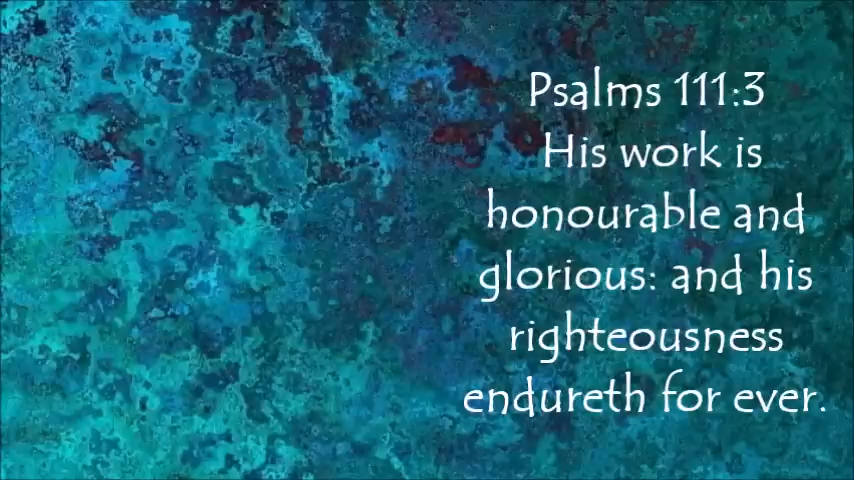 Psalms 111:3
His work is
honourable and
glorious: and his
righteousness
endureth for ever.